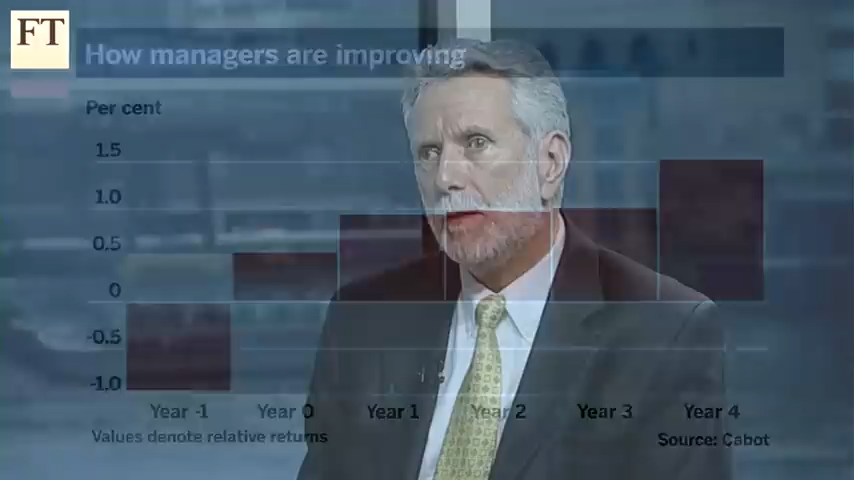 FT
How managers are improving
Per cent
1.5
1.0
0.5
0
-0.5
-1.0
Year -1 Year 0 Year 1 Year 2 Year 3 Year 4
Values denote relative returns
Source: Cabot